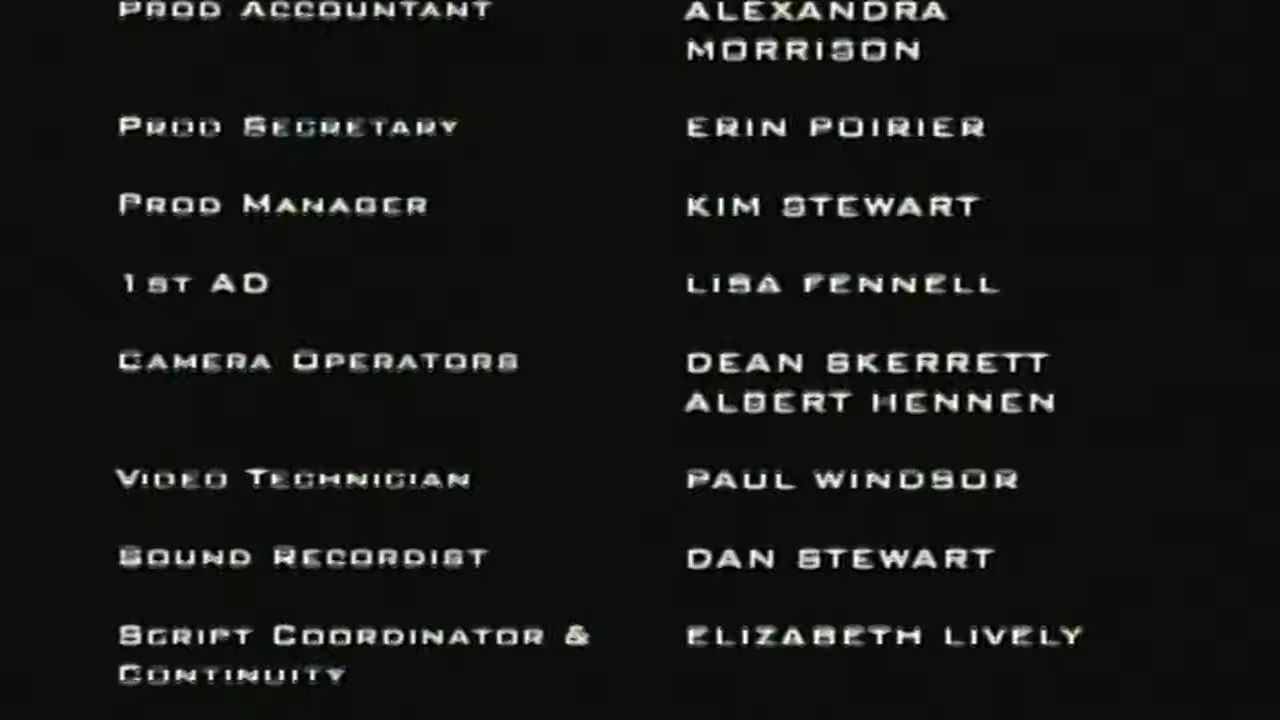 PROD ACCOUNTANT ALEXANDRA
MORRISON
PROD SECRETARY ERIN POIRIER
PROD MANAGER KIM STEWART
1ST AD LISA FENNELL
CAMERA OPERATORS DEAN SKERRETT
ALBERT HENNEN
VIDEO TECHNICIAN PAUL WINDSOR
SOUND RECORDIST DAN STEWART
SCRIPT COORDINATOR & ELIZABETH LIVELY
CONTINUITY